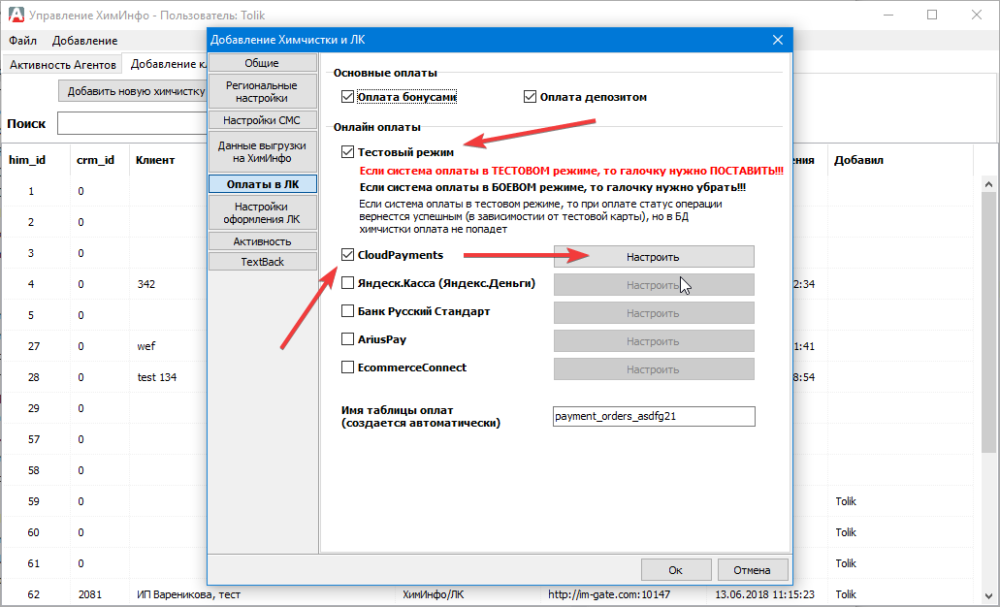 Управление ХимИнфо - Пользователь: Tolik
Файл Добавление
Активность Агентов Добавление
Добавить новую химчистку
Поиск
him_id crm_id Клиент Добавил
1 0
2 0
3 0
4 0 342 2:34
5 0
27 0 wef 1:41
28 0 test 134 8:54
29 0
57 0
58 0
59 0 Tolik
60 0 Tolik
61 0 Tolik
62 2081 ИП Вареникова, тест ХимИнфо/ЛК http://im-gate.com:10147 13.06.2018 11:15:23 Tolik
Добавление Химчистки и ЛК
Общие
Региональные
настройки
Настройки СМС
Данные выгрузки
на ХимИнфо
Оплаты в ЛК
Настройки
оформления ЛК
Активность
TextBack
Основные оплаты
Оплата бонусами Оплата депозитом
Онлайн оплаты
Тестовый режим
Если система оплаты в ТЕСТОВОМ режиме, то галочку нужно ПОСТАВИТЬ!!!
Если система оплаты в БОЕВОМ режиме, то галочку нужно убрать!!!
Если система оплаты в тестовом режиме, то при оплате статус операции
вернется успешным (в зависимости от тестовой карты), но в БД
химчистки оплата не попадет
CloudPayments Настроить
Яндеск.Касса (Яндекс.Деньги) Настроить
Банк Русский Стандарт Настроить
AriusPay Настроить
EcommerceConnect Настроить
Имя таблицы оплат
(создается автоматически)
payment_orders_asdfg21
Ок Отмена